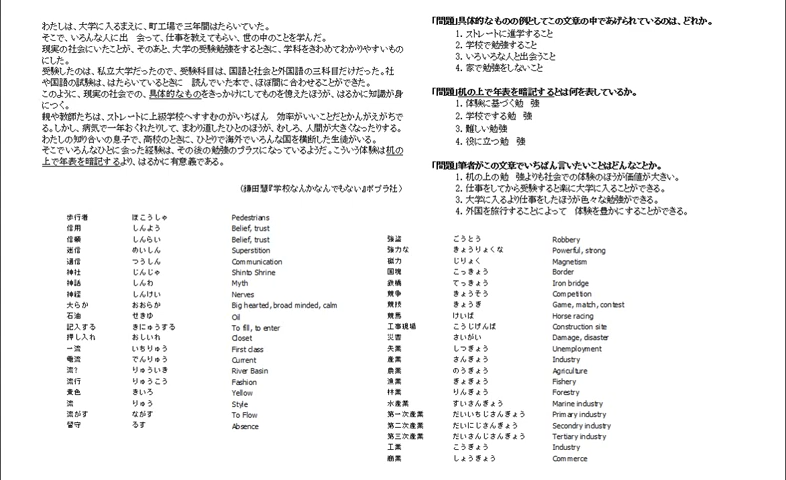 わたしは、大学に入るまえに、町工場で三年間はたらいていた。
そこで、いろんな人に出　会って、仕事を教えてもらい、世の中のことを学んだ。
現実の社会にいたことが、そのあと、大学の受験勉強をするときに、学科をきわめてわかりやすいもの
にした。
受験したのは、私立大学だったので、受験科目は、国語と社会と外国語の三科目だけだった。社
や国語の試験は、はたらいているときに　読んでいた本で、ほぼ間に合わせることができた。
このように、現実の社会での、具体的なものをきっかけにしてものを憶えたほうが、はるかに知識が身
につく。
親や教師たちは、ストレートに上級学校へすすむのがいちばん　効率がいいことだとかんがえがちで
る。しかし、病気で一年おくれたりして、まわり道したひとのほうが、むしろ、人間が大きくなったりする。
わたしの知り合いの息子で、高校のときに、ひとりで海外でいろんな国を横断した生徒がいる。
そこでいろんなひとに会った経験は、その後の勉強のプラスになっているようだ。こういう体験は机の
上で年表を暗記するより、はるかに有意義である。
（鎌田慧『学校なんかなんでもない』ポプラ社）
「問題」具体的なものの例としてこの文章の中であげられているのは、どれか。
1. ストレートに進学すること
2. 学校で勉強すること
3. いろいろな人と出会うこと
4. 家で勉強をしないこと
「問題」机の上で年表を暗記するとは何を表しているか。
1. 体験に基づく勉　強
2. 学校でする勉　強
3. 難しい勉　強
4. 役に立つ勉　強
「問題」筆者がこの文章でいちばん言いたいことはどんなことか。
1. 机の上の勉　強よりも社会での体験のほうが価値が大きい。
2. 仕事をしてから受験すると楽に大学に入ることができる。
3. 大学に入るより仕事をしたほうが色々な勉強ができる。
4. 外国を旅行することによって　体験を豊かにすることができる。
歩行者 ほこうしゃ Pedestrians
信用 しんよう Belief, trust
信頼 しんらい Belief, trust
迷信 めいしん Superstition
通信 つうしん Communication
神社 じんじゃ Shinto Shrine
神話 しんわ Myth
神経 しんけい Nerves
大らか おおらか Big hearted, broad minded, calm
石油 せきゆ Oil
記入する きにゅうする To fill, to enter
押し入れ おしいれ Closet
一流 いちりゅう First class
電流 でんりゅう Current
流? りゅういき River Basin
流行 りゅうこう Fashion
黄色 きいろ Yellow
流 りゅう Style
流がす ながす To Flow
留守 るす Absence
強盗 ごうとう Robbery
強力な きょうりょくな Powerful, strong
磁力 じりょく Magnetism
国境 こっきょう Border
鉄橋 てっきょう Iron bridge
競争 きょうそう Competition
競技 きょうぎ Game, match, contest
競馬 けいば Horse racing
工事現場 こうじげんば Construction site
災害 さいがい Damage, disaster
失業 しつぎょう Unemployment
産業 さんぎょう Industry
農業 のうぎょう Agriculture
漁業 ぎょぎょう Fishery
林業 りんぎょう Forestry
水産業 すいさんぎょう Marine industry
第一次産業 だいいちじさんぎょう Primary industry
第二次産業 だいにじさんぎょう Secondry industry
第三次産業 だいさんじさんぎょう Tertiary industry
工業 こうぎょう Industry
商業 しょうぎょう Commerce